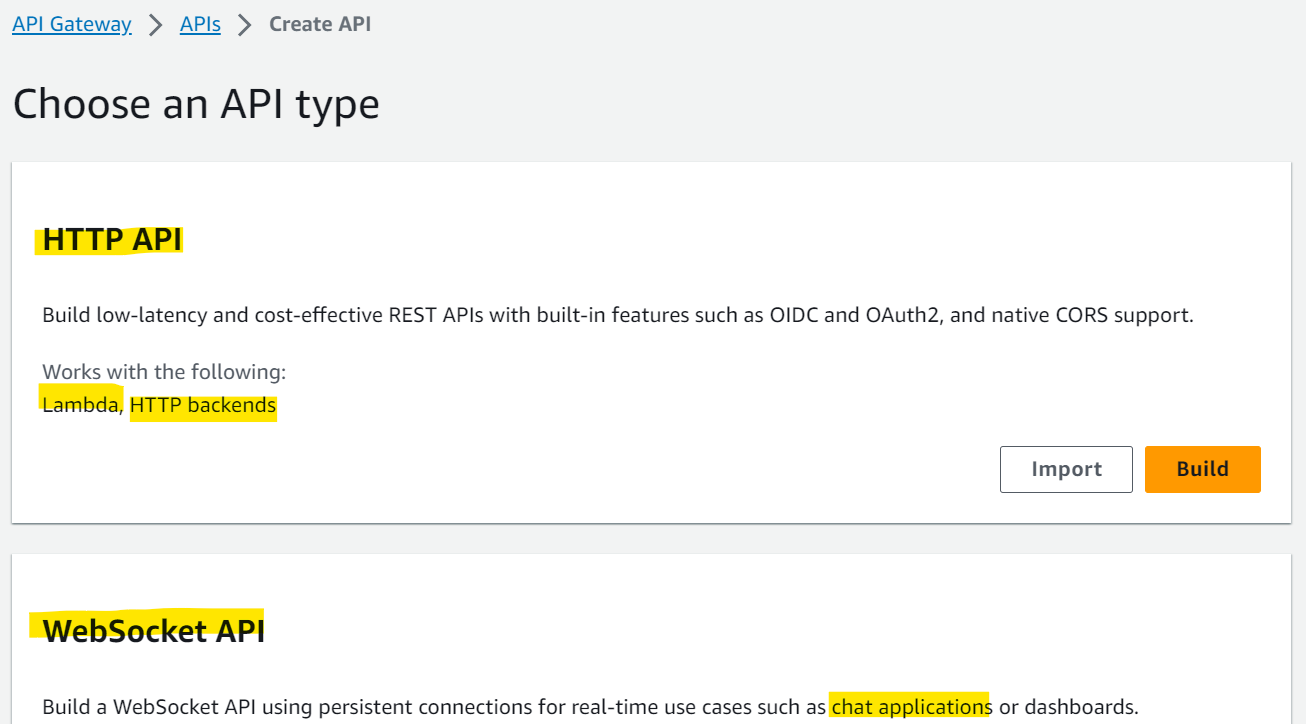 API Gateway > APIs > Create API
Choose an API type
HTTP API
Build low-latency and cost-effective REST APIs with built-in features such as OIDC and OAuth2, and native CORS support.
Works with the following:
Lambda, HTTP backends
Import Build
WebSocket API
Build a WebSocket API using persistent connections for real-time use cases such as chat applications or dashboards.